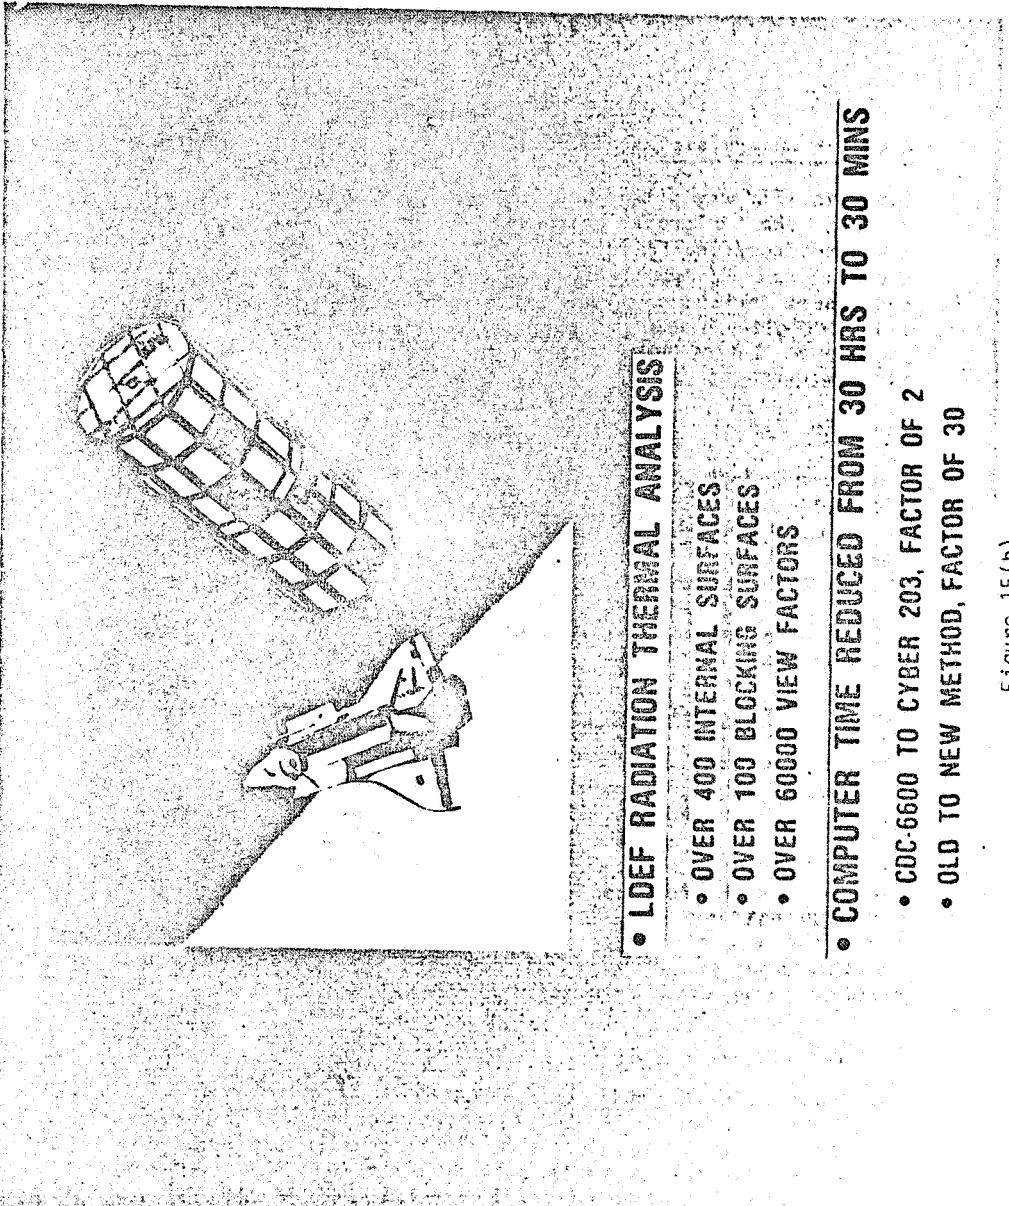 • LDEF RADIATION THERMAL ANALYSIS
• OVER 400 INTERNAL SURFACES
• OVER 100 BLOCKING SURFACES
• OVER 60000 VIEW FACTORS
• COMPUTER TIME REDUCED FROM 30 HRS TO 30 MINS
• CDC-6600 TO CYBER 203, FACTOR OF 2
• OLD TO NEW METHOD, FACTOR OF 30
Figure 15(b)